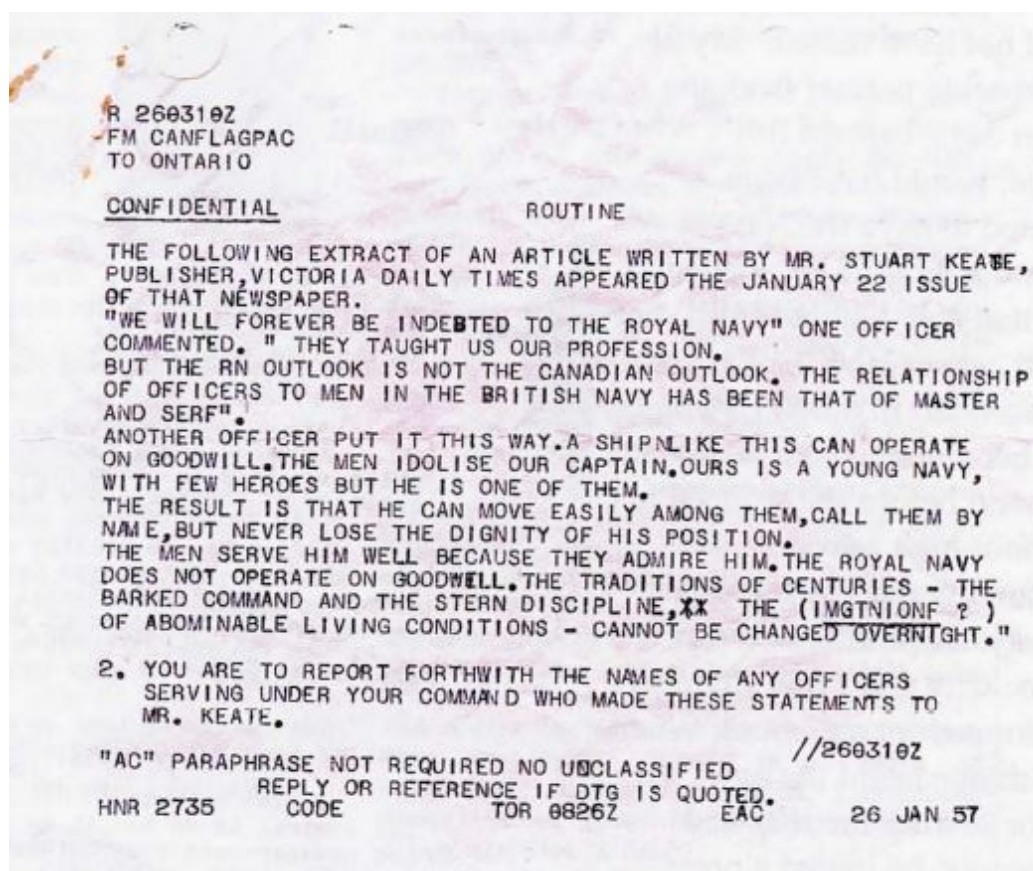 R 260310Z
FM CANFLAGPAC
TO ONTARIO
CONFIDENTIAL ROUTINE
THE FOLLOWING EXTRACT OF AN ARTICLE WRITTEN BY MR. STUART KEATE,
PUBLISHER,VICTORIA DAILY TIMES APPEARED THE JANUARY 22 ISSUE
OF THAT NEWSPAPER.
"WE WILL FOREVER BE INDEBTED TO THE ROYAL NAVY" ONE OFFICER
COMMENTED. " THEY TAUGHT US OUR PROFESSION.
BUT THE RN OUTLOOK IS NOT THE CANADIAN OUTLOOK. THE RELATIONSHIP
OF OFFICERS TO MEN IN THE BRITISH NAVY HAS BEEN THAT OF MASTER
AND SERF".
ANOTHER OFFICER PUT IT THIS WAY.A SHIPNLIKE THIS CAN OPERATE
ON GOODWILL.THE MEN IDOLISE OUR CAPTAIN.OURS IS A YOUNG NAVY,
WITH FEW HEROES BUT HE IS ONE OF THEM.
THE RESULT IS THAT HE CAN MOVE EASILY AMONG THEM,CALL THEM BY
NAME,BUT NEVER LOSE THE DIGNITY OF HIS POSITION.
THE MEN SERVE HIM WELL BECAUSE THEY ADMIRE HIM.THE ROYAL NAVY
DOES NOT OPERATE ON GOODWELL.THE TRADITIONS OF CENTURIES - THE
BARKED COMMAND AND THE STERN DISCIPLINE,XX THE (IMGTNIONF ? )
OF ABOMINABLE LIVING CONDITIONS - CANNOT BE CHANGED OVERNIGHT."
2. YOU ARE TO REPORT FORTHWITH THE NAMES OF ANY OFFICERS
SERVING UNDER YOUR COMMAND WHO MADE THESE STATEMENTS TO
MR. KEATE.
//260310Z
"AC" PARAPHRASE NOT REQUIRED NO UNCLASSIFIED
REPLY OR REFERENCE IF DTG IS QUOTED.
HNR 2735 CODE TOR 0826Z EAC 26 JAN 57